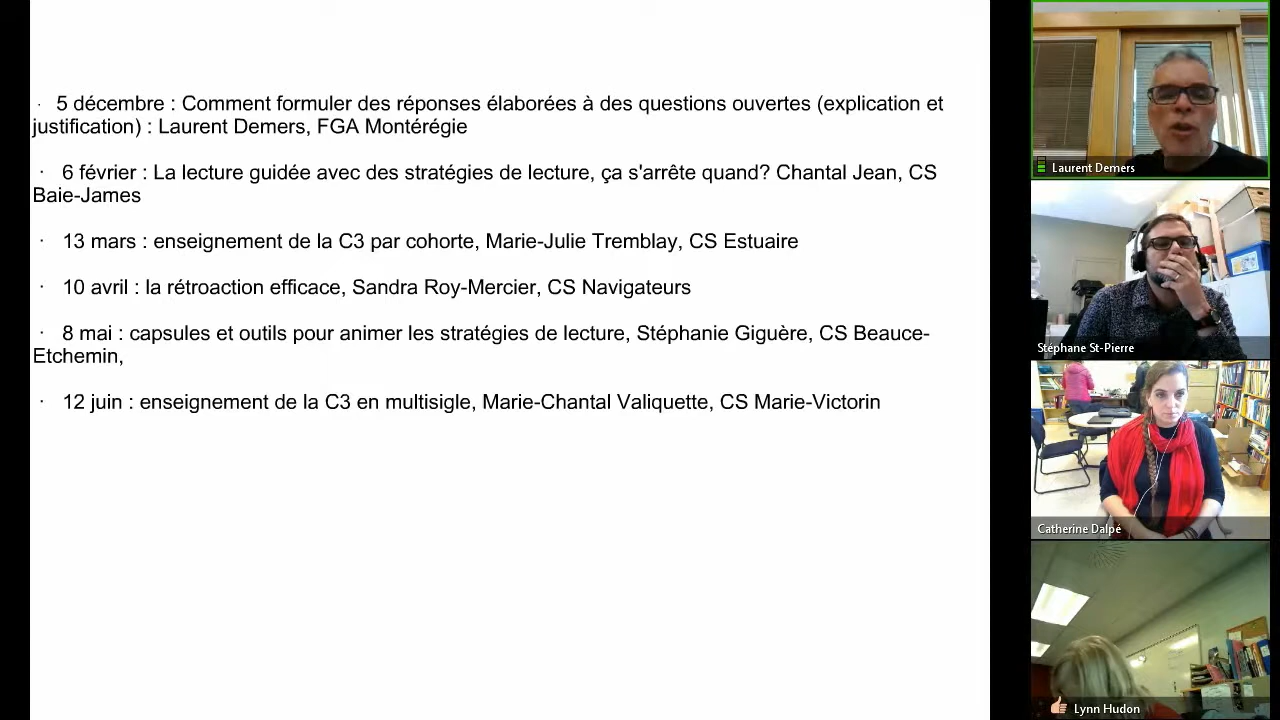 · 5 décembre : Comment formuler des réponses élaborées à des questions ouvertes (explication et
justification) : Laurent Demers, FGA Montérégie
· 6 février : La lecture guidée avec des stratégies de lecture, ça s'arrête quand? Chantal Jean, CS
Baie-James
· 13 mars : enseignement de la C3 par cohorte, Marie-Julie Tremblay, CS Estuaire
· 10 avril : la rétroaction efficace, Sandra Roy-Mercier, CS Navigateurs
· 8 mai : capsules et outils pour animer les stratégies de lecture, Stéphanie Giguère, CS Beauce-
Etchemin,
· 12 juin : enseignement de la C3 en multisigle, Marie-Chantal Valiquette, CS Marie-Victorin
Laurent Demers
Stéphane St-Pierre
Catherine Dalpé
Lynn Hudon